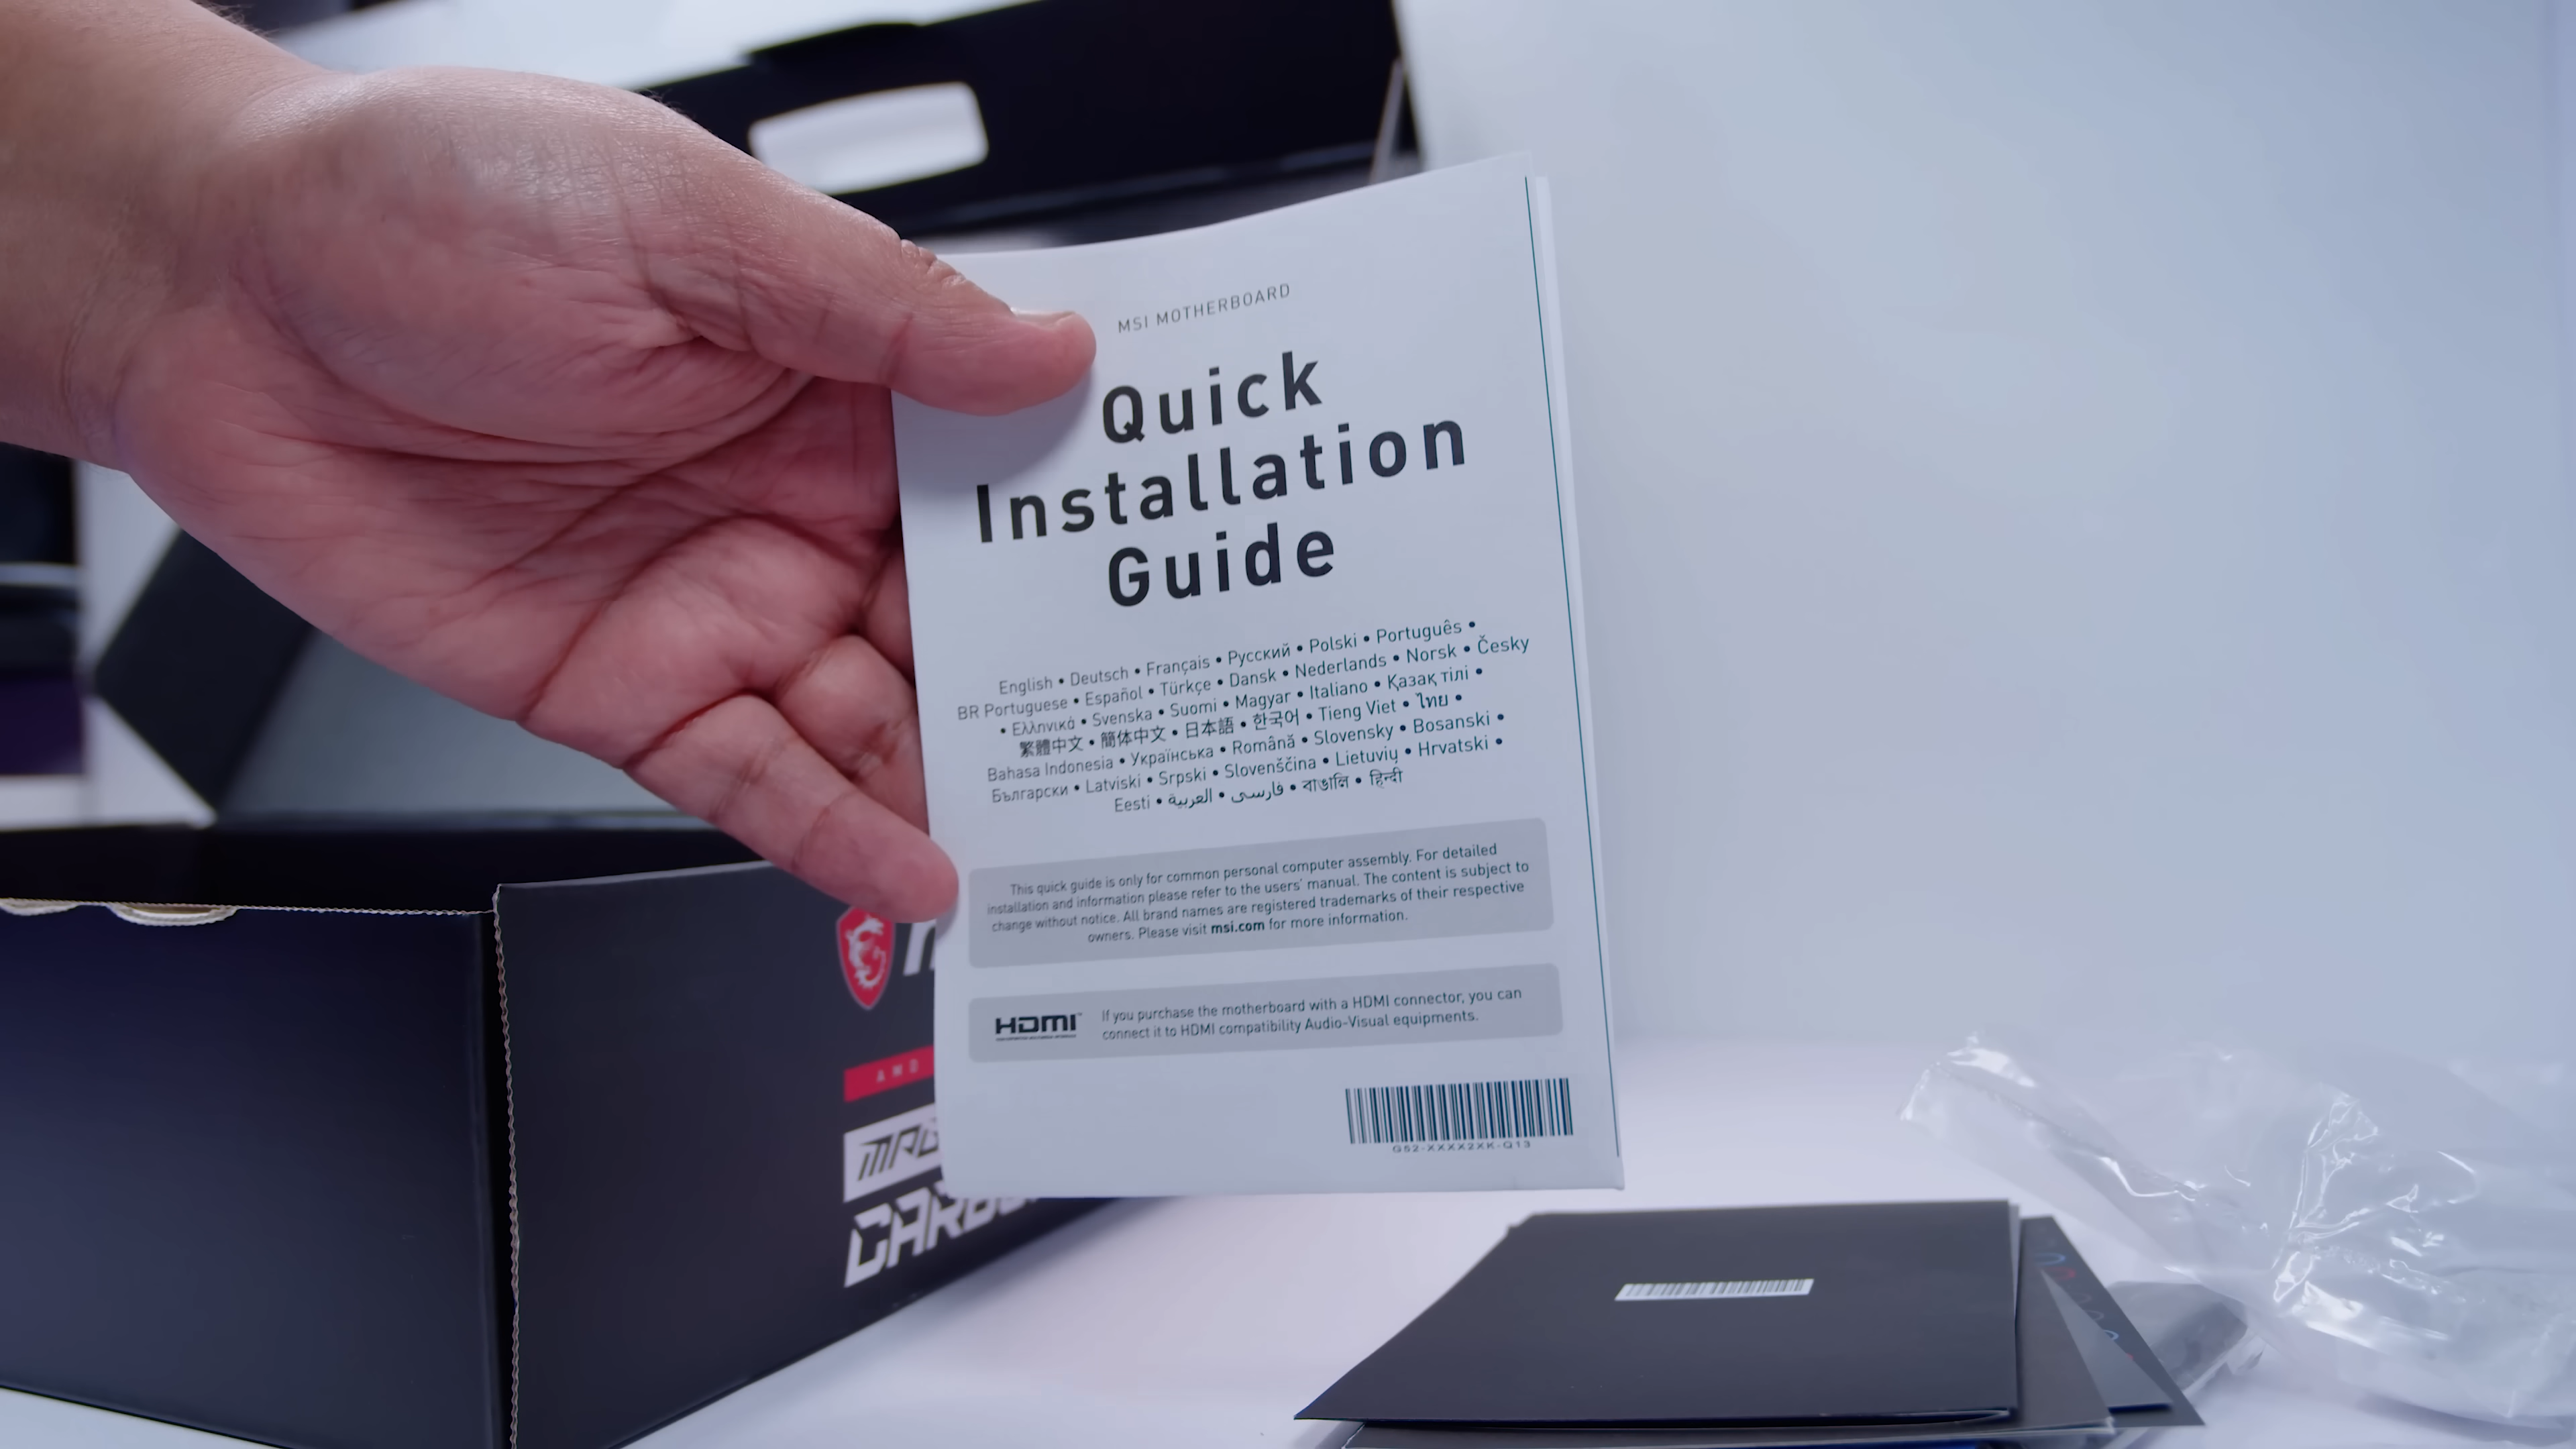 MSI MOTHERBOARD
Quick
Installation
Guide
English • Deutsch • Français • Русский • Polski • Português •
BR Portuguese • Español • Türkçe • Dansk • Nederlands • Norsk • Česky
• Ελληνικά • Svenska • Suomi • Magyar • Italiano • Қазақ тілі •
繁體中文 • 簡体中文 • 日本語 • 한국어 • Tieng Viet • ไทย •
Bahasa Indonesia • Українська • Română • Slovensky • Bosanski •
Български • Latviski • Srpski • Slovenščina • Lietuvių • Hrvatski •
Eesti • العربية • فارسی • বাঙালি • हिन्दी
This quick guide is only for common personal computer assembly. For detailed
installation and information please refer to the users' manual. The content is subject to
change without notice. All brand names are registered trademarks of their respective
owners. Please visit msi.com for more information.
HDMI™
If you purchase the motherboard with a HDMI connector, you can
connect it to HDMI compatibility Audio-Visual equipments.
G52-XXXX2XK-Q13
AMD